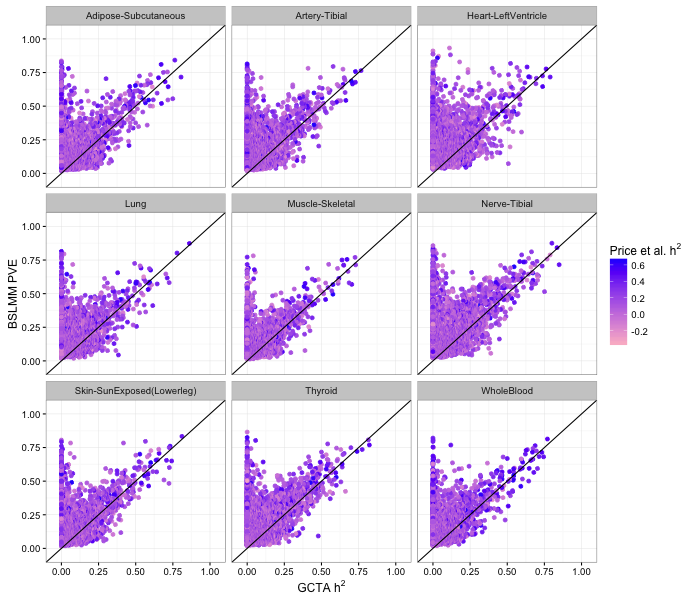 Adipose-Subcutaneous Artery-Tibial Heart-LeftVentricle
1.00
0.75
0.50
0.25
0.00
Lung Muscle-Skeletal Nerve-Tibial
1.00
0.75
0.50
0.25
0.00
Skin-SunExposed(Lowerleg) Thyroid WholeBlood
1.00
0.75
0.50
0.25
0.00
0.00 0.25 0.50 0.75 1.00 0.00 0.25 0.50 0.75 1.00 0.00 0.25 0.50 0.75 1.00
GCTA h²
BSLMM PVE
Price et al. h²
0.6
0.4
0.2
0.0
-0.2